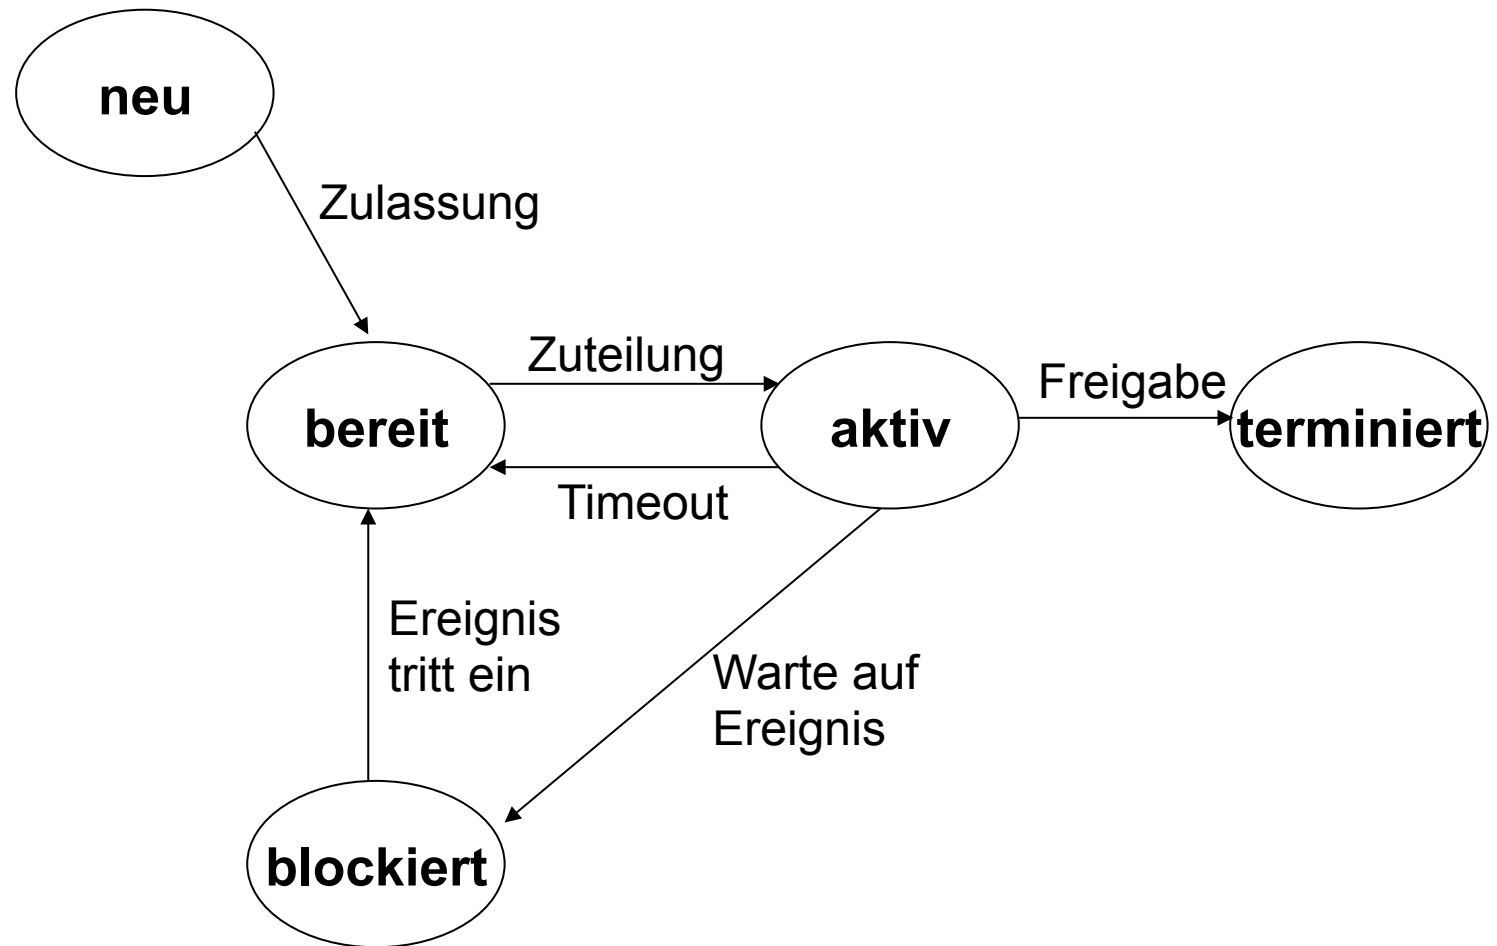 neu
Zulassung
Zuteilung
Freigabe
bereit
aktiv
terminiert
Timeout
Ereignis
tritt ein
Warte auf
Ereignis
blockiert